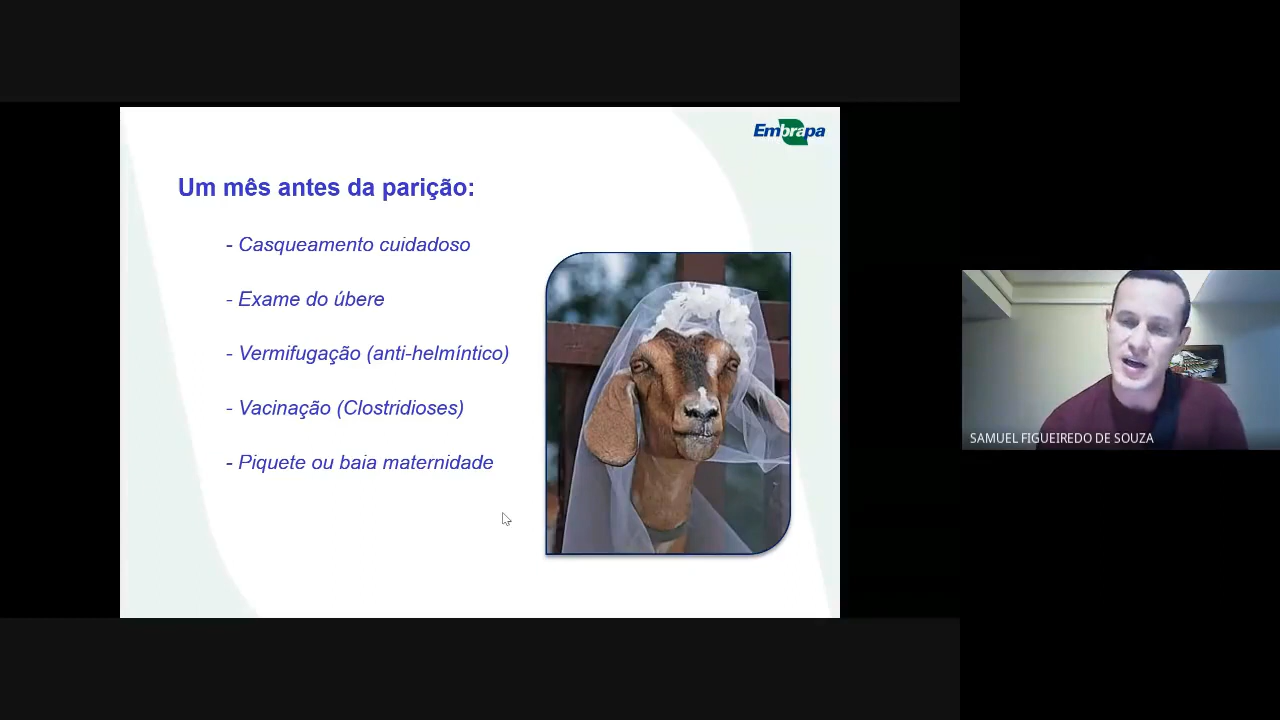 Embrapa
Um mês antes da parição:
- Casqueamento cuidadoso
- Exame do úbere
- Vermifugação (anti-helmíntico)
- Vacinação (Clostridioses)
- Piquete ou baia maternidade
SAMUEL FIGUEIREDO DE SOUZA